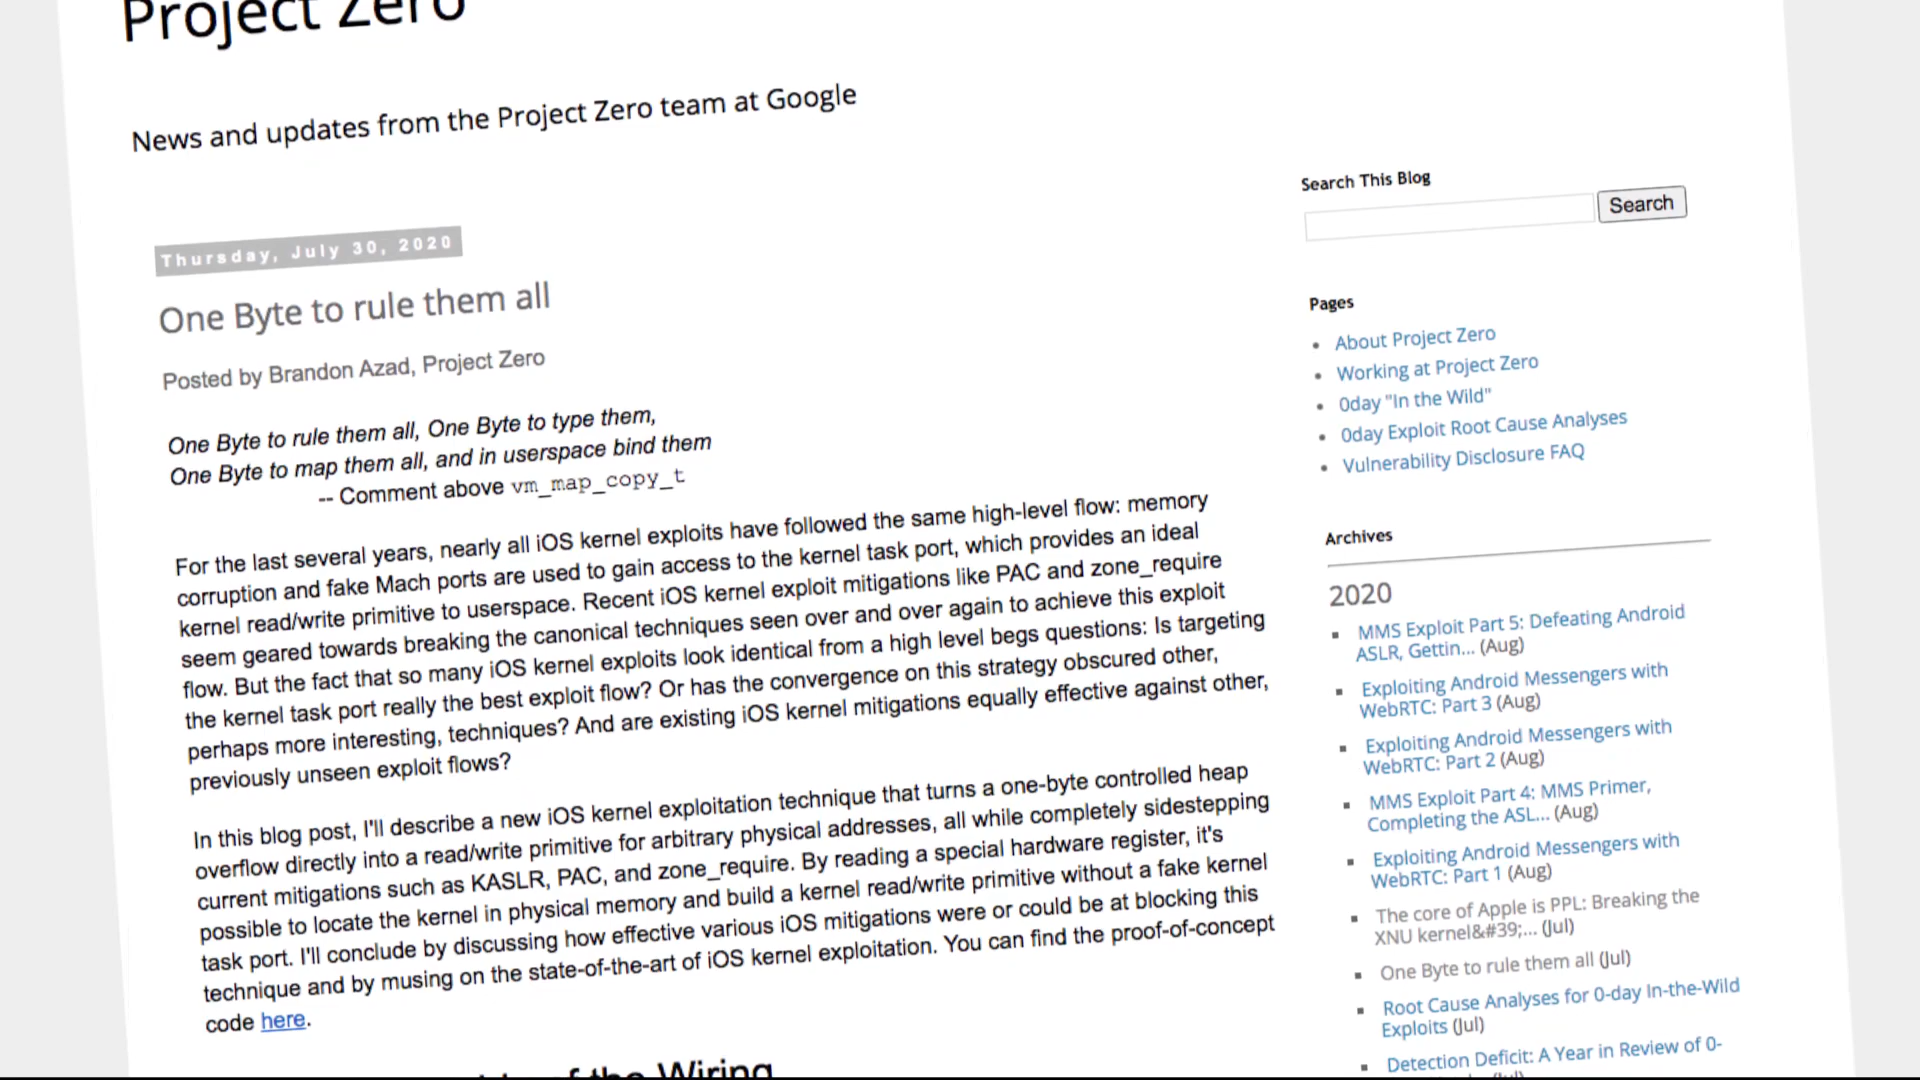 Project Zero
News and updates from the Project Zero team at Google
Thursday, July 30, 2020
One Byte to rule them all
Posted by Brandon Azad, Project Zero
One Byte to rule them all, One Byte to type them,
One Byte to map them all, and in userspace bind them
-- Comment above vm_map_copy_t
For the last several years, nearly all iOS kernel exploits have followed the same high-level flow: memory
corruption and fake Mach ports are used to gain access to the kernel task port, which provides an ideal
kernel read/write primitive to userspace. Recent iOS kernel exploit mitigations like PAC and zone_require
seem geared towards breaking the canonical techniques seen over and over again to achieve this exploit
flow. But the fact that so many iOS kernel exploits look identical from a high level begs questions: Is targeting
the kernel task port really the best exploit flow? Or has the convergence on this strategy obscured other,
perhaps more interesting, techniques? And are existing iOS kernel mitigations equally effective against other,
previously unseen exploit flows?
In this blog post, I'll describe a new iOS kernel exploitation technique that turns a one-byte controlled heap
overflow directly into a read/write primitive for arbitrary physical addresses, all while completely sidestepping
current mitigations such as KASLR, PAC, and zone_require. By reading a special hardware register, it's
possible to locate the kernel in physical memory and build a kernel read/write primitive without a fake kernel
task port. I'll conclude by discussing how effective various iOS mitigations were or could be at blocking this
technique and by musing on the state-of-the-art of iOS kernel exploitation. You can find the proof-of-concept
code here.
of the Wiring
Search This Blog
Search
Pages
About Project Zero
Working at Project Zero
0day "In the Wild"
0day Exploit Root Cause Analyses
Vulnerability Disclosure FAQ
Archives
2020
MMS Exploit Part 5: Defeating Android
ASLR, Gettin... (Aug)
Exploiting Android Messengers with
WebRTC: Part 3 (Aug)
Exploiting Android Messengers with
WebRTC: Part 2 (Aug)
MMS Exploit Part 4: MMS Primer,
Completing the ASL... (Aug)
Exploiting Android Messengers with
WebRTC: Part 1 (Aug)
The core of Apple is PPL: Breaking the
XNU kernel&#39;... (Jul)
One Byte to rule them all (Jul)
Root Cause Analyses for 0-day In-the-Wild
Exploits (Jul)
Detection Deficit: A Year in Review of 0-